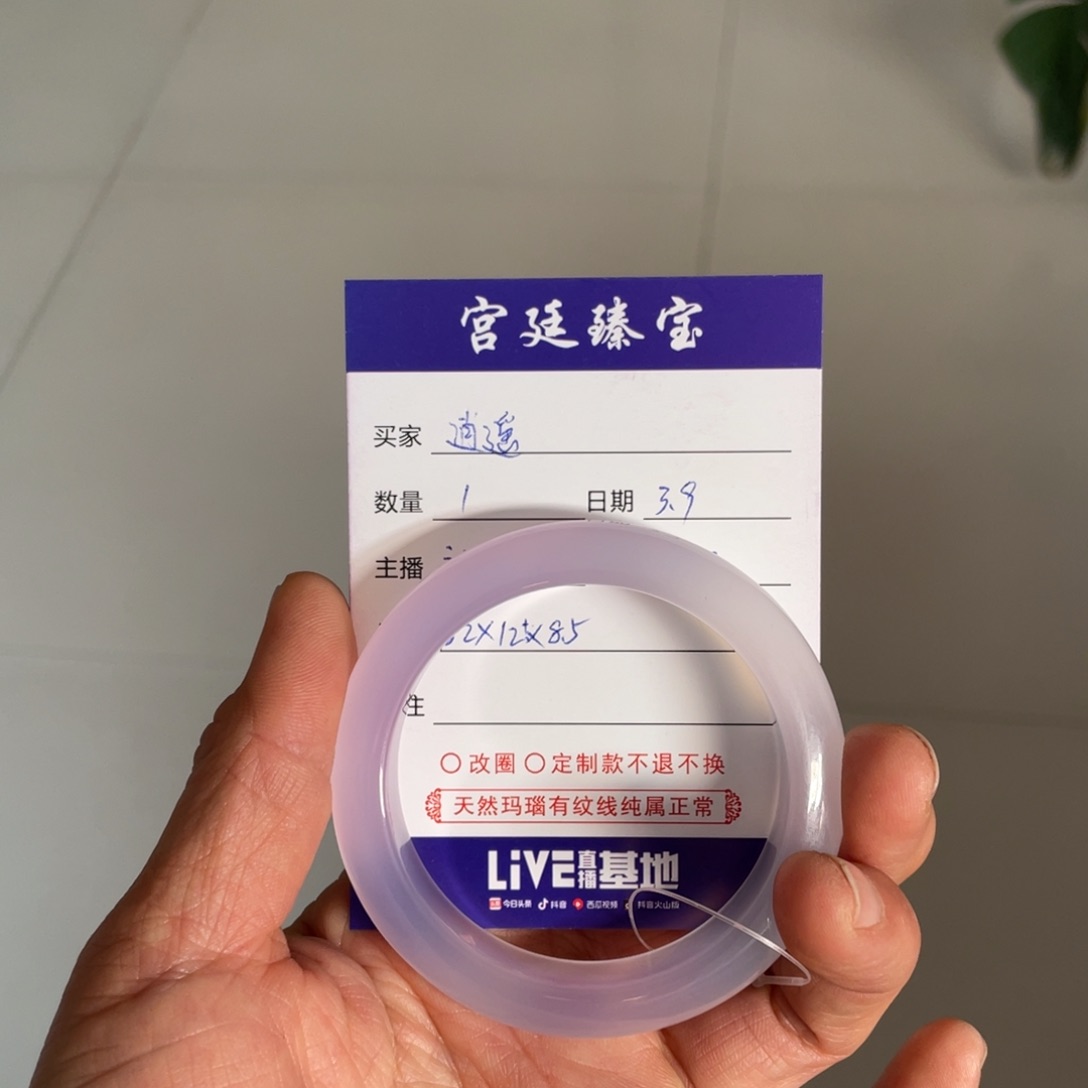 宫廷臻宝
买家 逍遥
数量 1 日期 3.9
主播
2X12X8.5
注
〇改圈〇定制款不退不换
天然玛瑙有纹线纯属正常
LiVE直播基地
今日头条 抖音 西瓜视频 抖音火山版